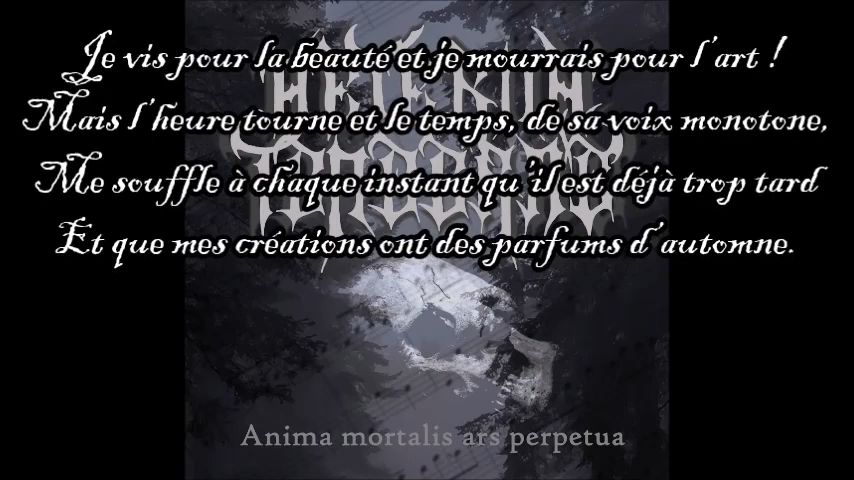 Je vis pour la beauté et je mourrais pour l'art !
Mais l'heure tourne et le temps, de sa voix monotone,
Me souffle à chaque instant qu'il est déjà trop tard
Et que mes créations ont des parfums d'automne.
Anima mortalis ars perpetua